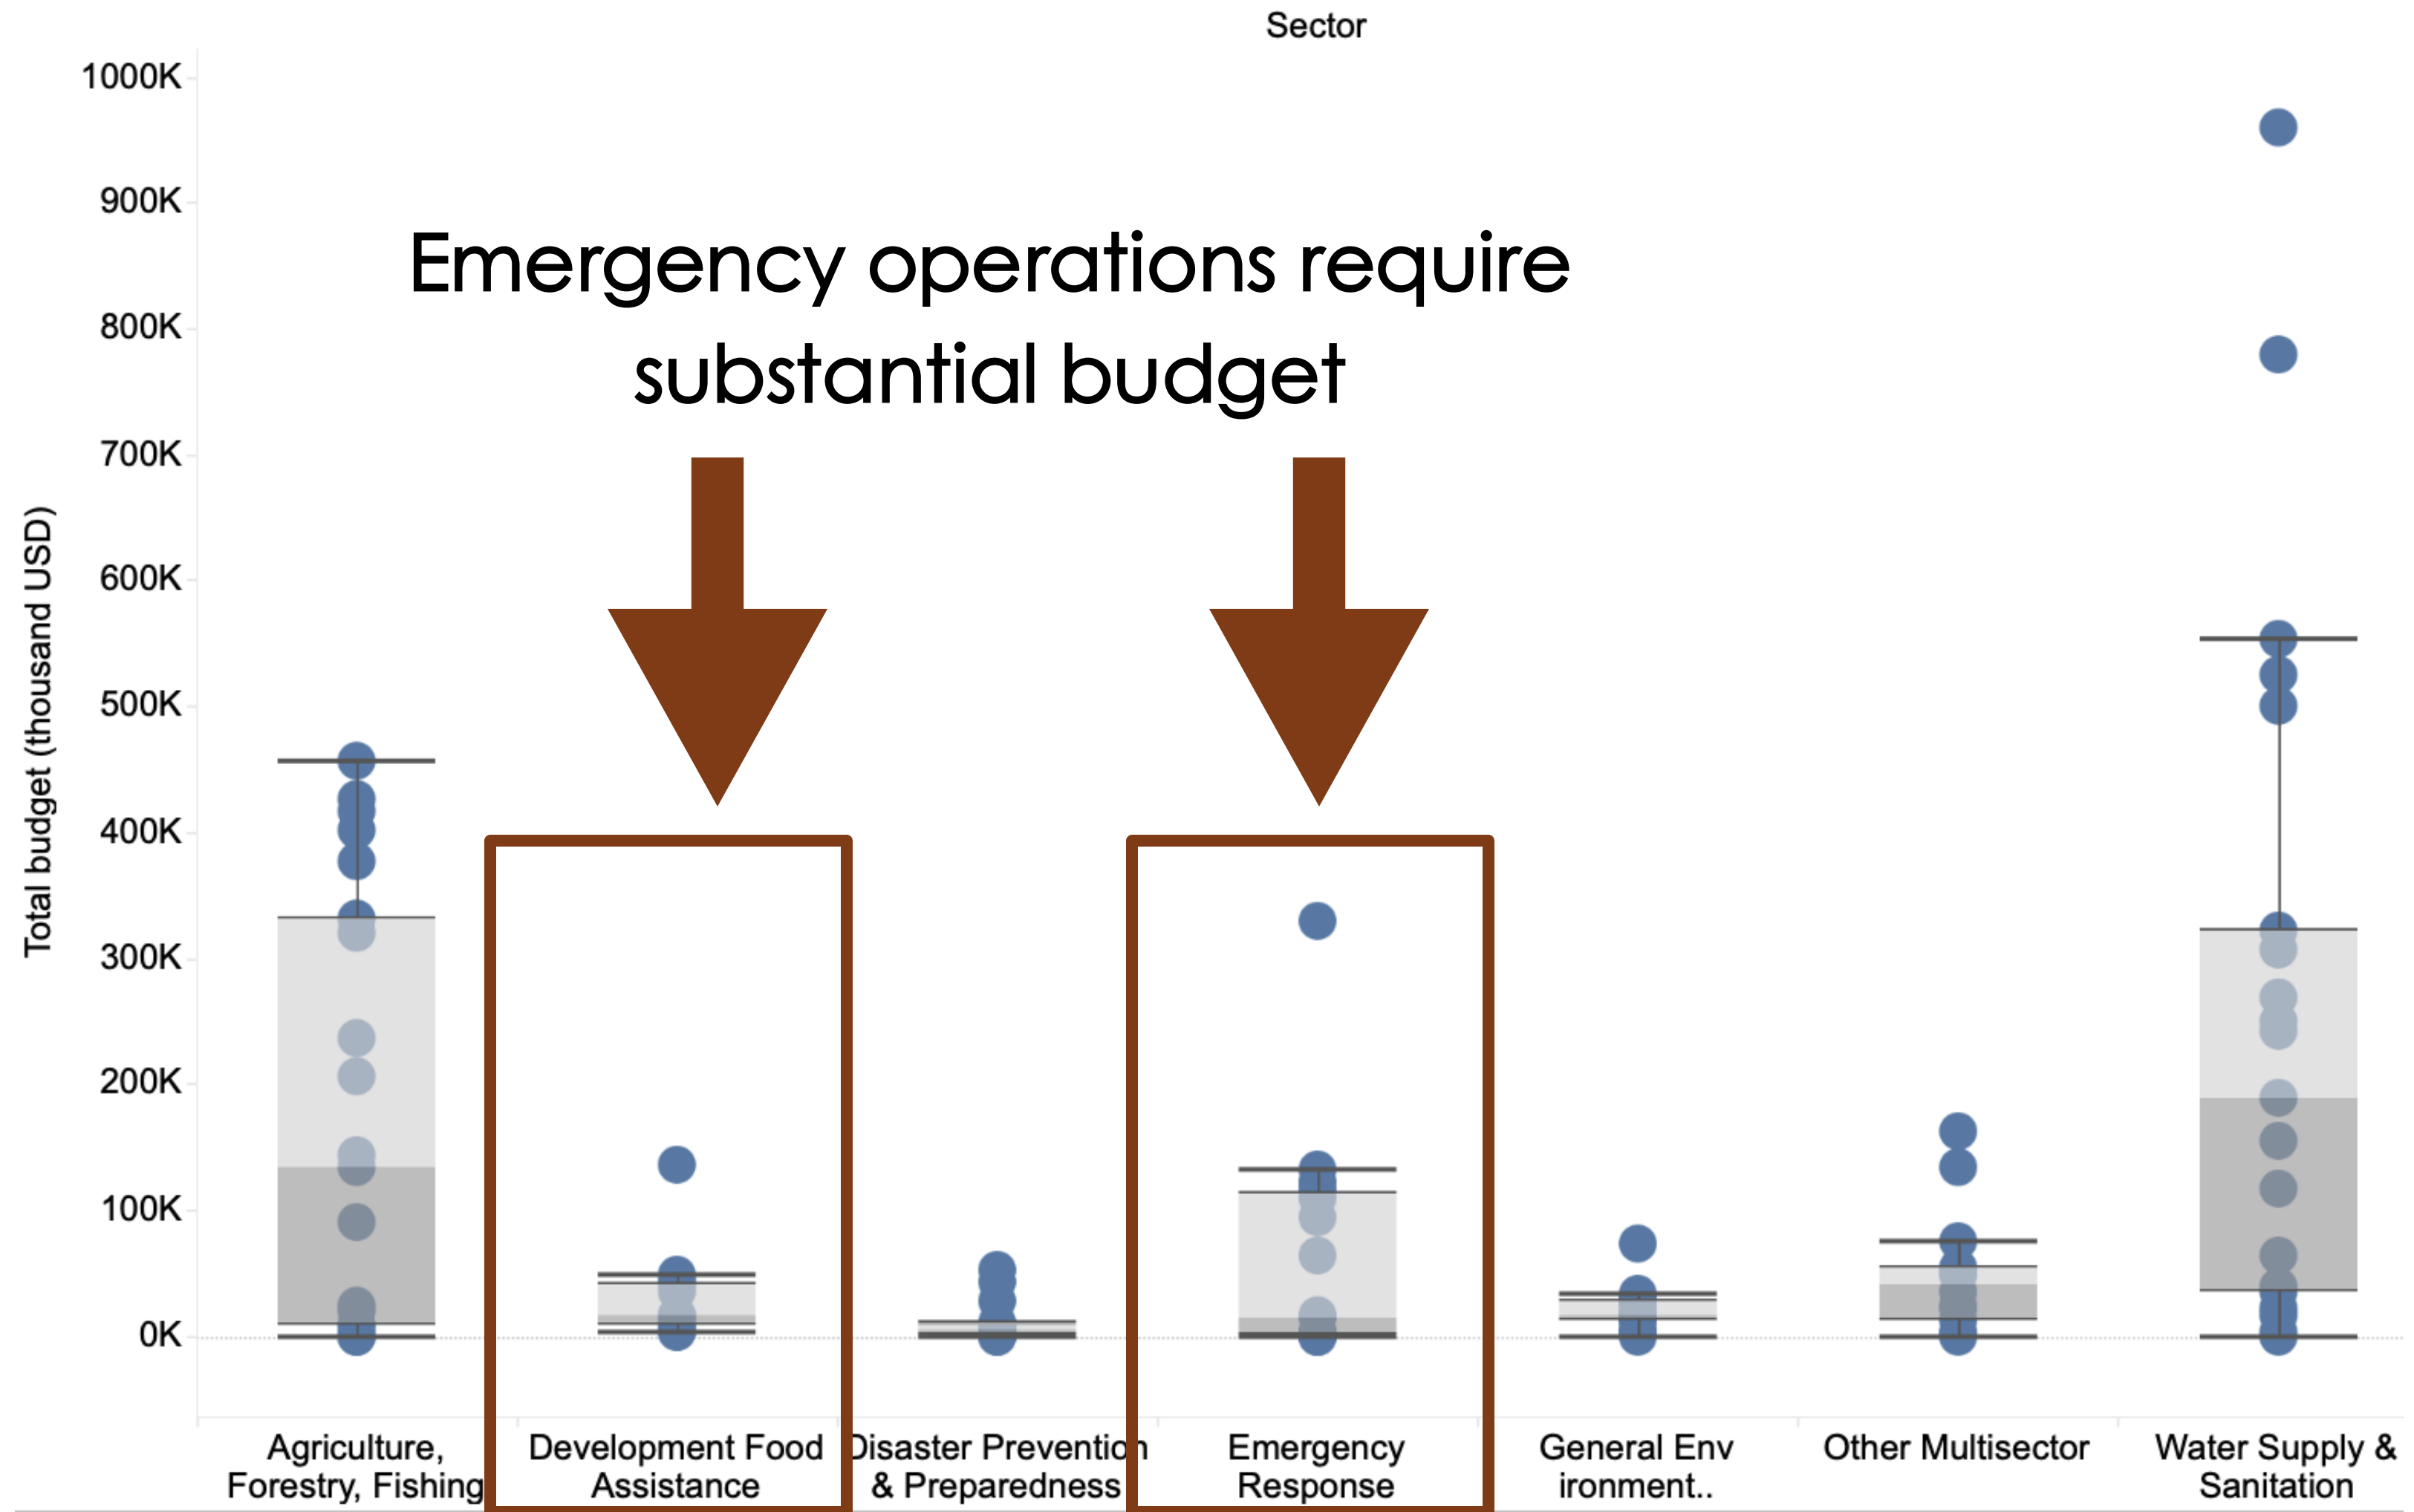 Sector
1000K
900K
800K
700K
600K
500K
400K
300K
200K
100K
0K
Total budget (thousand USD)
Emergency operations require
substantial budget
Agriculture,
Forestry, Fishing
Development Food
Assistance
Disaster Prevention
& Preparedness
Emergency
Response
General Env
ironment..
Other Multisector
Water Supply &
Sanitation